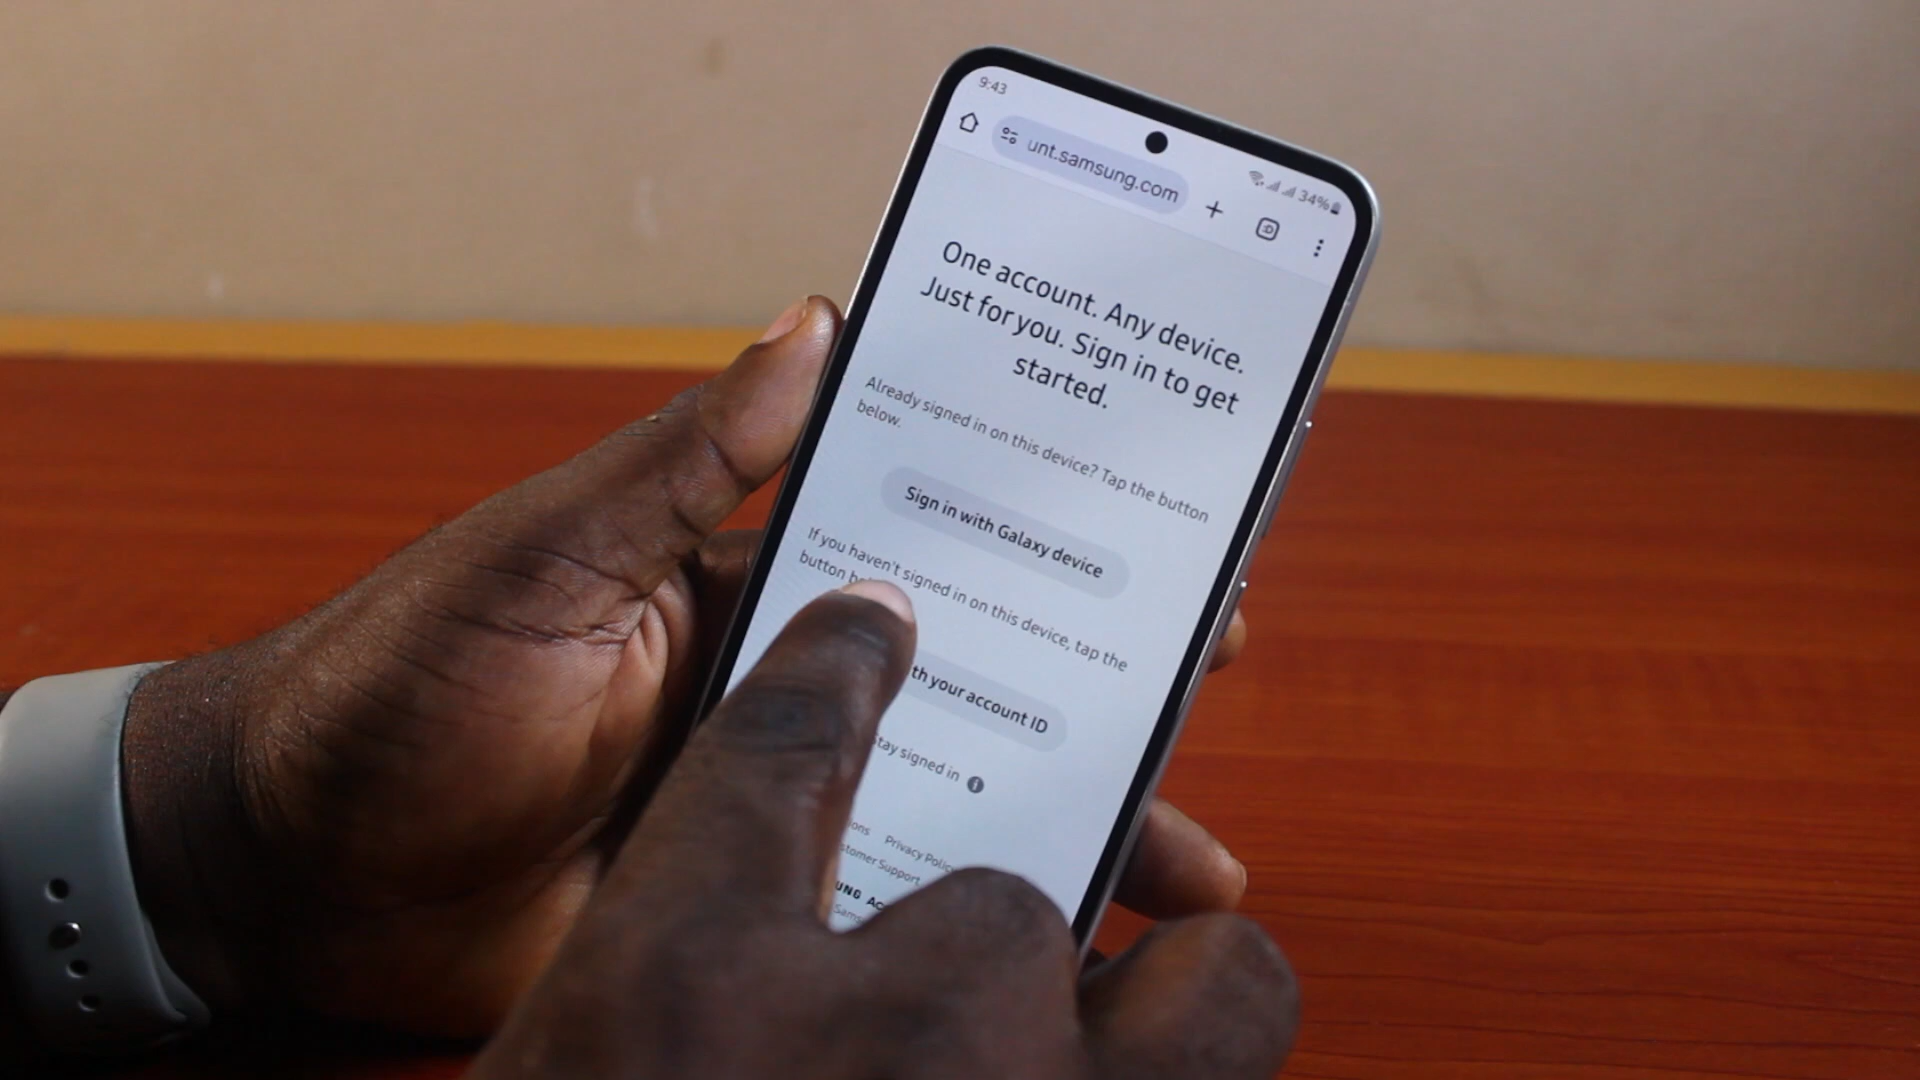 9:43
34%
unt.samsung.com
One account. Any device.
Just for you. Sign in to get
started.
Already signed in on this device? Tap the button
below.
Sign in with Galaxy device
If you haven't signed in on this device, tap the
button
your account ID
signed in
Privacy
Support